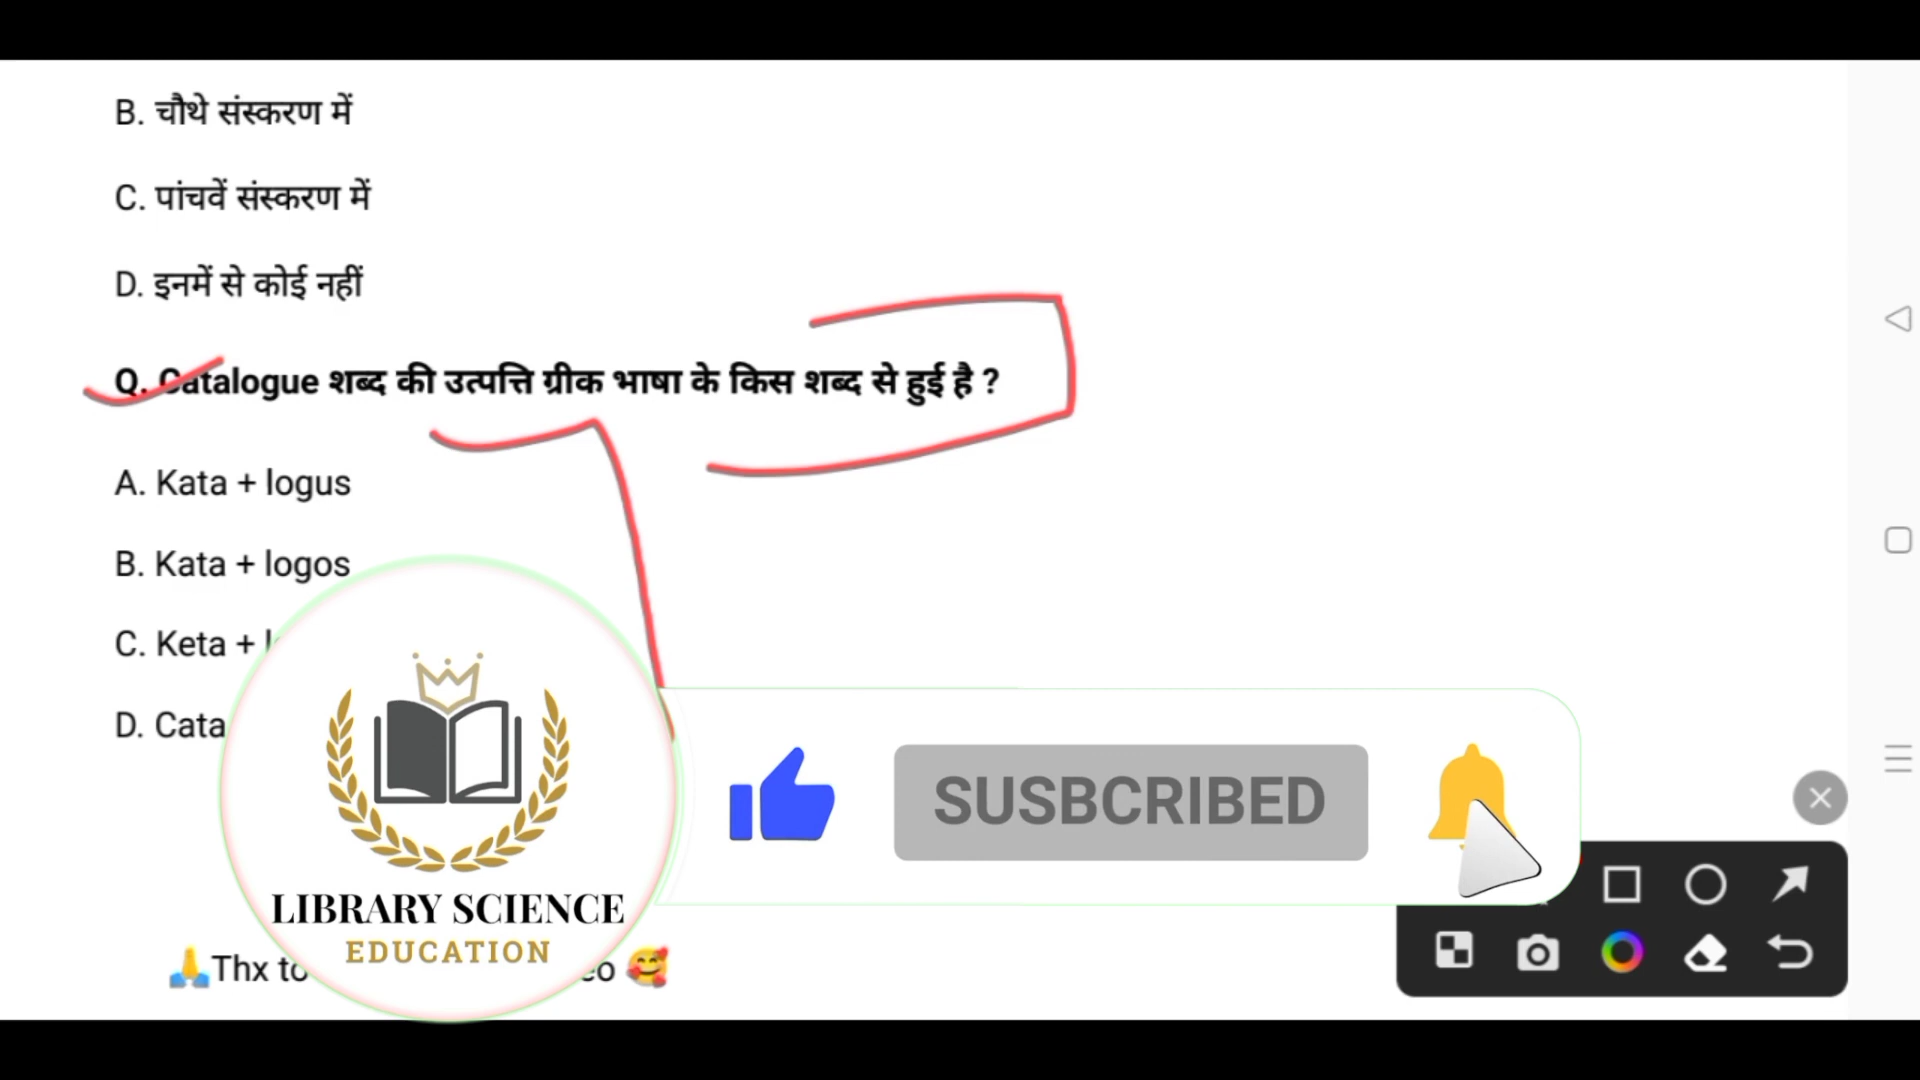 B. चौथे संस्करण में
C. पांचवें संस्करण में
D. इनमें से कोई नहीं
Q. Catalogue शब्द की उत्पत्ति ग्रीक भाषा के किस शब्द से हुई है ?
A. Kata + logus
B. Kata + logos
C. Keta +
D. Cata
SUSBCRIBED
LIBRARY SCIENCE
EDUCATION
Thx to